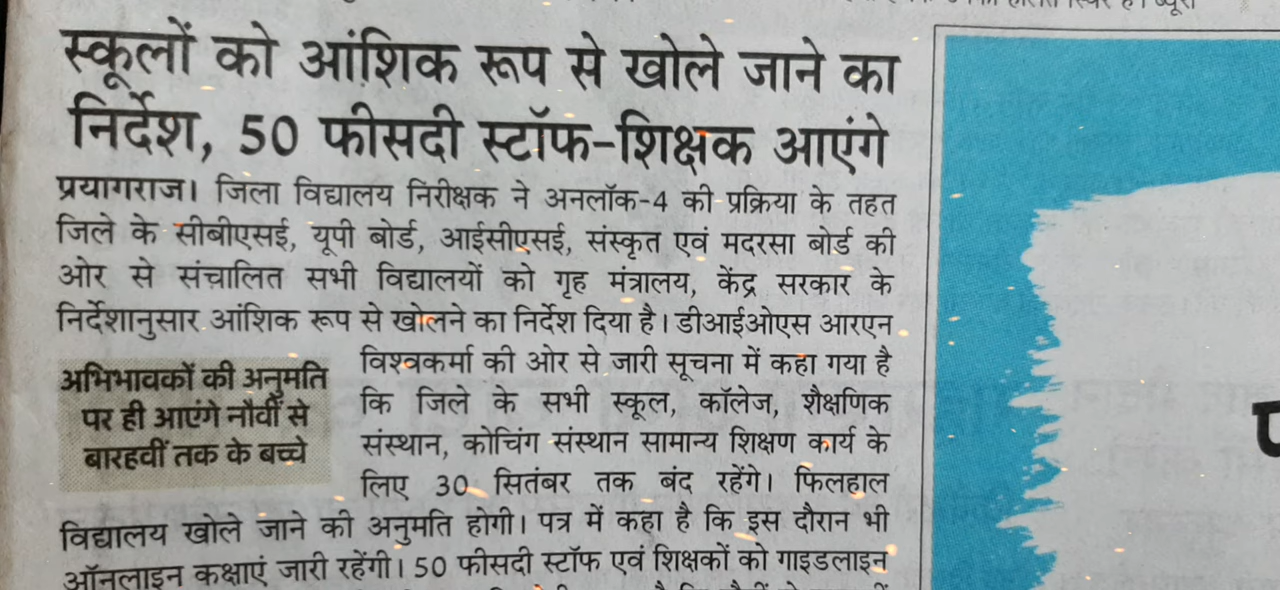 स्कूलों को आंशिक रूप से खोले जाने का
निर्देश, 50 फीसदी स्टॉफ-शिक्षक आएंगे
प्रयागराज। जिला विद्यालय निरीक्षक ने अनलॉक-4 की प्रक्रिया के तहत
जिले के सीबीएसई, यूपी बोर्ड, आईसीएसई, संस्कृत एवं मदरसा बोर्ड की
ओर से संचालित सभी विद्यालयों को गृह मंत्रालय, केंद्र सरकार के
निर्देशानुसार आंशिक रूप से खोलने का निर्देश दिया है। डीआईओएस आरएन
विश्वकर्मा की ओर से जारी सूचना में कहा गया है
कि जिले के सभी स्कूल, कॉलेज, शैक्षणिक
संस्थान, कोचिंग संस्थान सामान्य शिक्षण कार्य के
लिए 30 सितंबर तक बंद रहेंगे। फिलहाल
अभिभावकों की अनुमति
पर ही आएंगे नौवीं से
बारहवीं तक के बच्चे
विद्यालय खोले जाने की अनुमति होगी। पत्र में कहा है कि इस दौरान भी
ऑनलाइन कक्षाएं जारी रहेंगी। 50 फीसदी स्टॉफ एवं शिक्षकों को गाइडलाइन